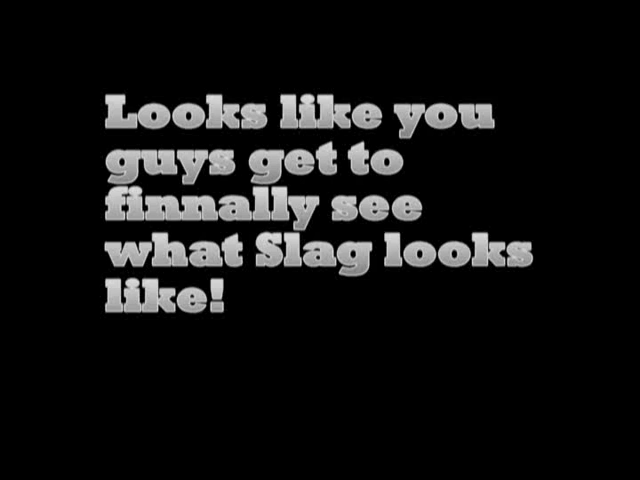 Looks like you
guys get to
finnally see
what Slag looks
like!